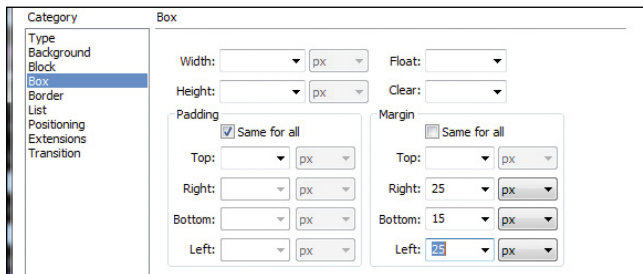 Category
Box
Type
Background
Block
Box
Border
List
Positioning
Extensions
Transition
Width: px Float:
Height: px Clear:
Padding
Same for all
Top: px
Right: px
Bottom: px
Left: px
Margin
Same for all
Top: px
Right: 25 px
Bottom: 15 px
Left: 25 px